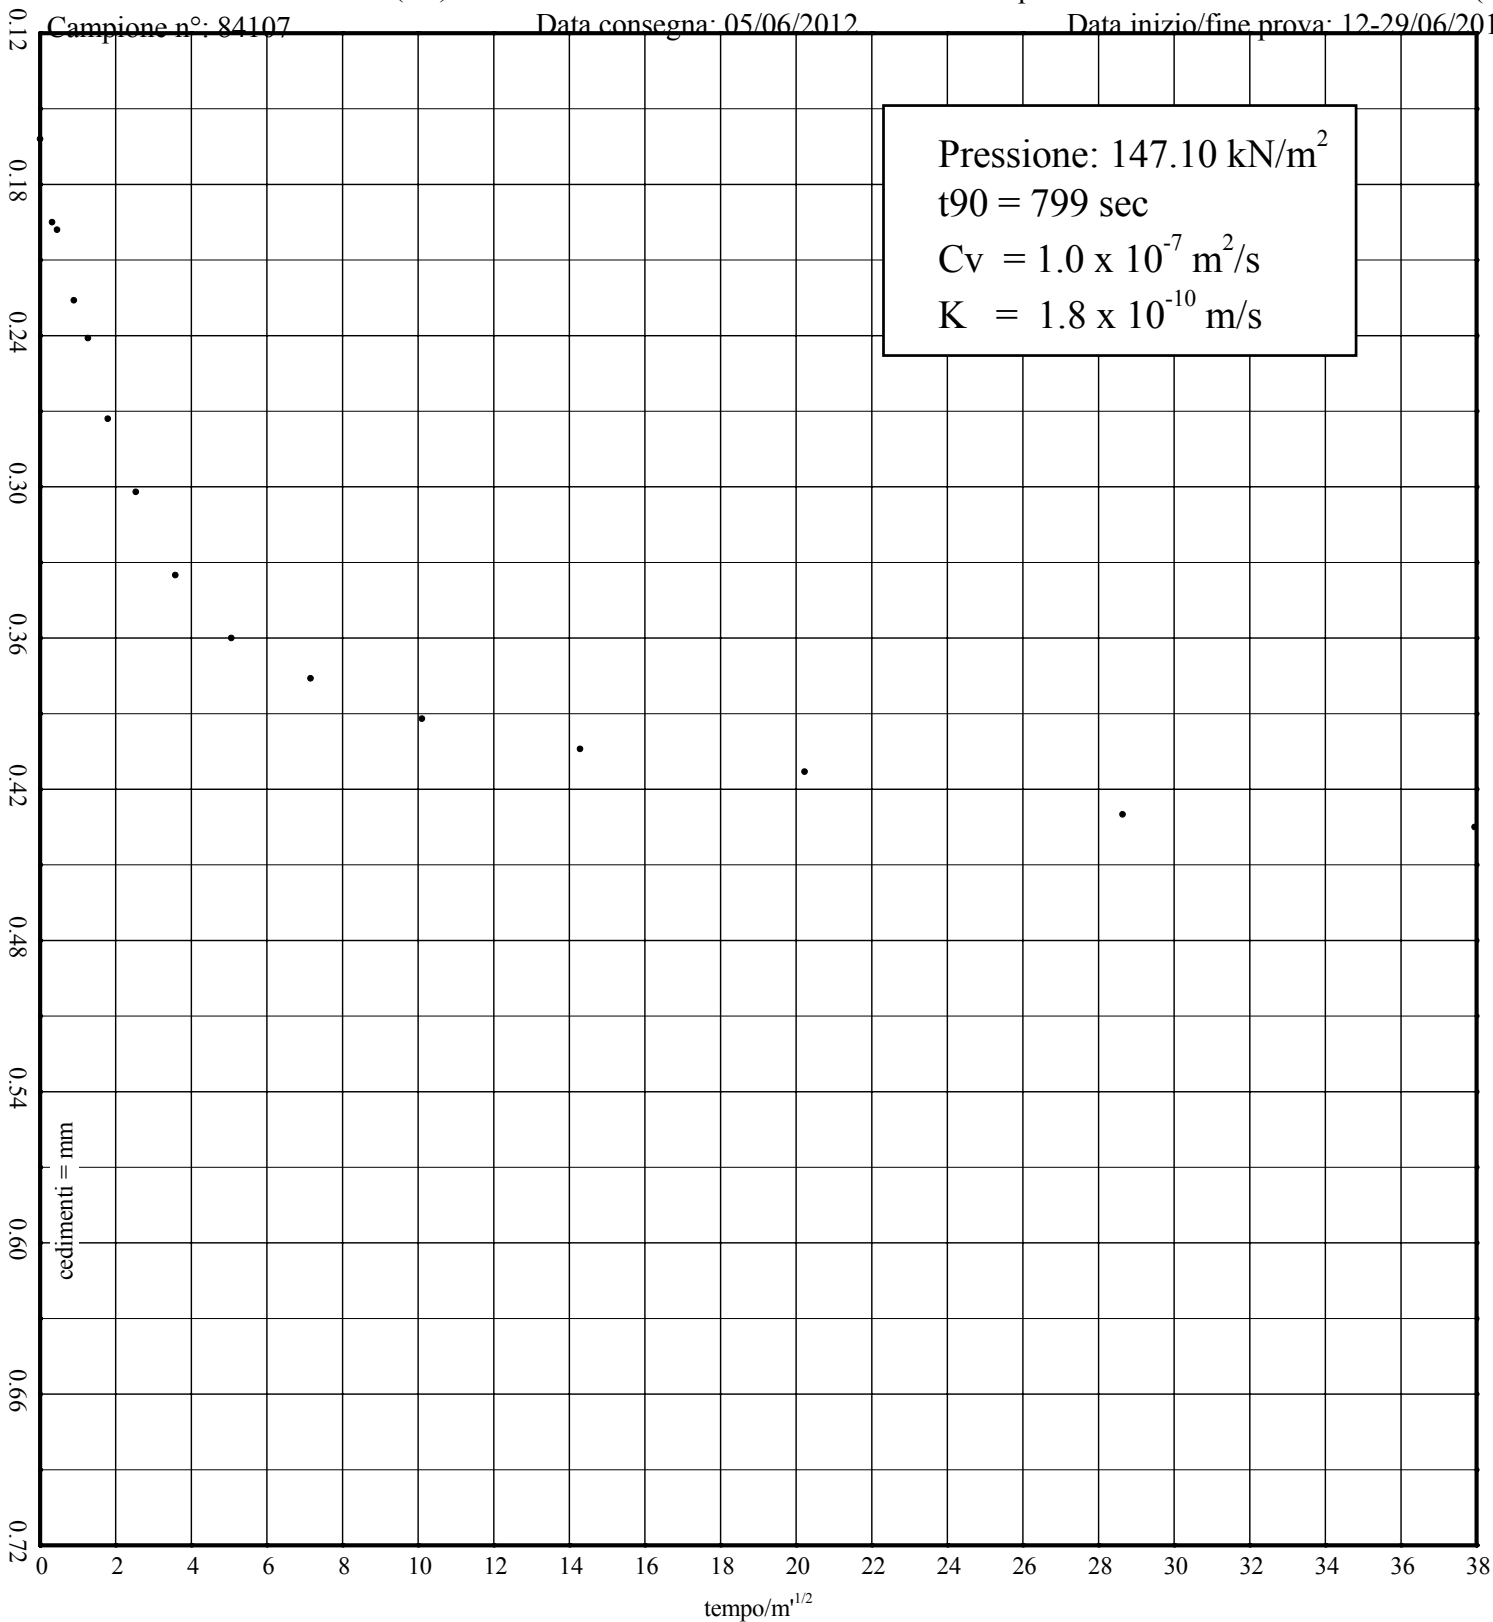 Campione n°: 84107 Data consegna: 05/06/2012 Data inizio/fine prova: 12-29/06/201
Pressione: 147.10 kN/m²
t90 = 799 sec
Cv = 1.0 x 10⁻⁷ m²/s
K = 1.8 x 10⁻¹⁰ m/s
0.12
0.18
0.24
0.30
0.36
0.42
0.48
0.54
0.60
0.66
0.72
cedimenti = mm
0 2 4 6 8 10 12 14 16 18 20 22 24 26 28 30 32 34 36 38
tempo/m'¹/²